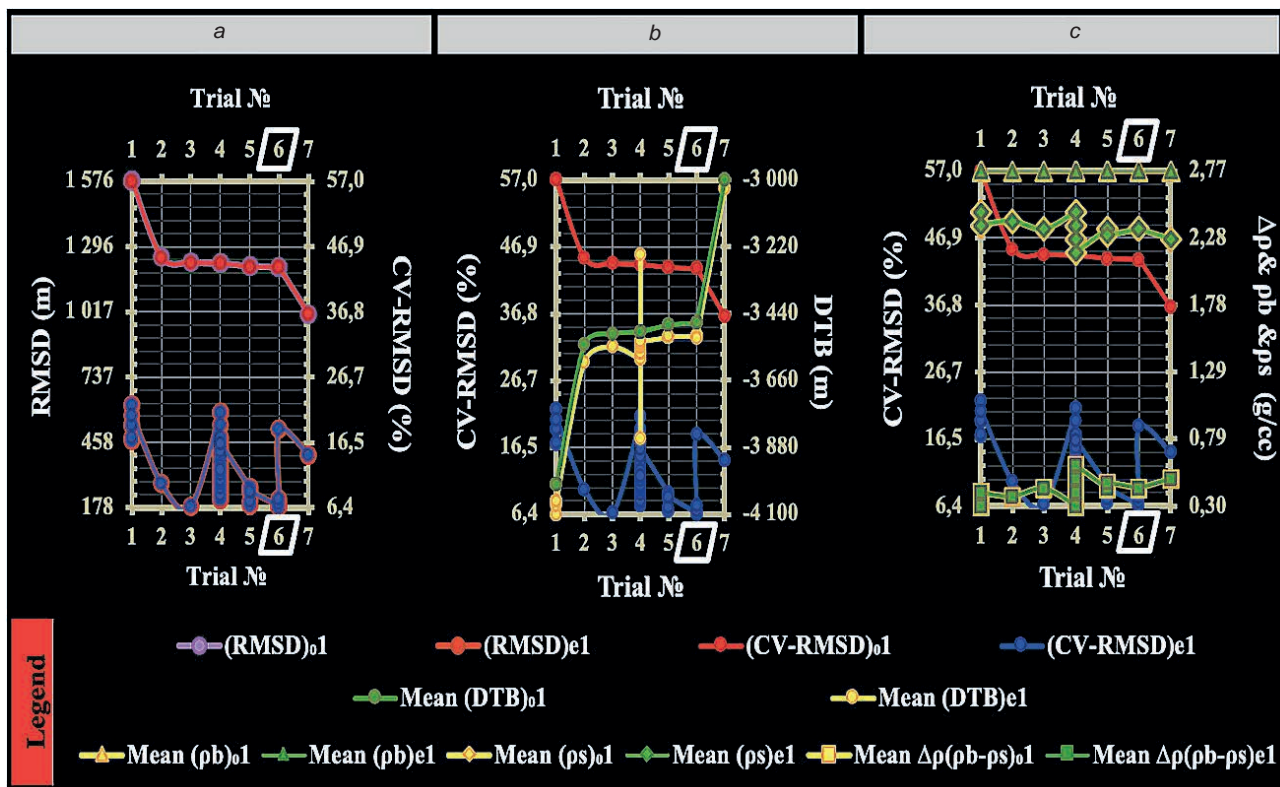 a
b
c
Trial №
1 2 3 4 5 6 7
RMSD (m)
1 576
1 296
1 017
737
458
178
57,0
46,9
36,8
26,7
16,5
6,4
CV-RMSD (%)
1 2 3 4 5 6 7
Trial №
Trial №
1 2 3 4 5 6 7
CV-RMSD (%)
57,0
46,9
36,8
26,7
16,5
6,4
-3 000
-3 220
-3 440
-3 660
-3 880
-4 100
DTB (m)
1 2 3 4 5 6 7
Trial №
Trial №
1 2 3 4 5 6 7
CV-RMSD (%)
57,0
46,9
36,8
26,7
16,5
6,4
2,77
2,28
1,78
1,29
0,79
0,30
Δρ& ρb &ρs (g/cc)
1 2 3 4 5 6 7
Trial №
Legend
(RMSD)₀1 (RMSD)e1 (CV-RMSD)₀1 (CV-RMSD)e1
Mean (DTB)₀1 Mean (DTB)e1
Mean (ρb)₀1 Mean (ρb)e1 Mean (ρs)₀1 Mean (ρs)e1 Mean Δρ(ρb-ρs)₀1 Mean Δρ(ρb-ρs)e1